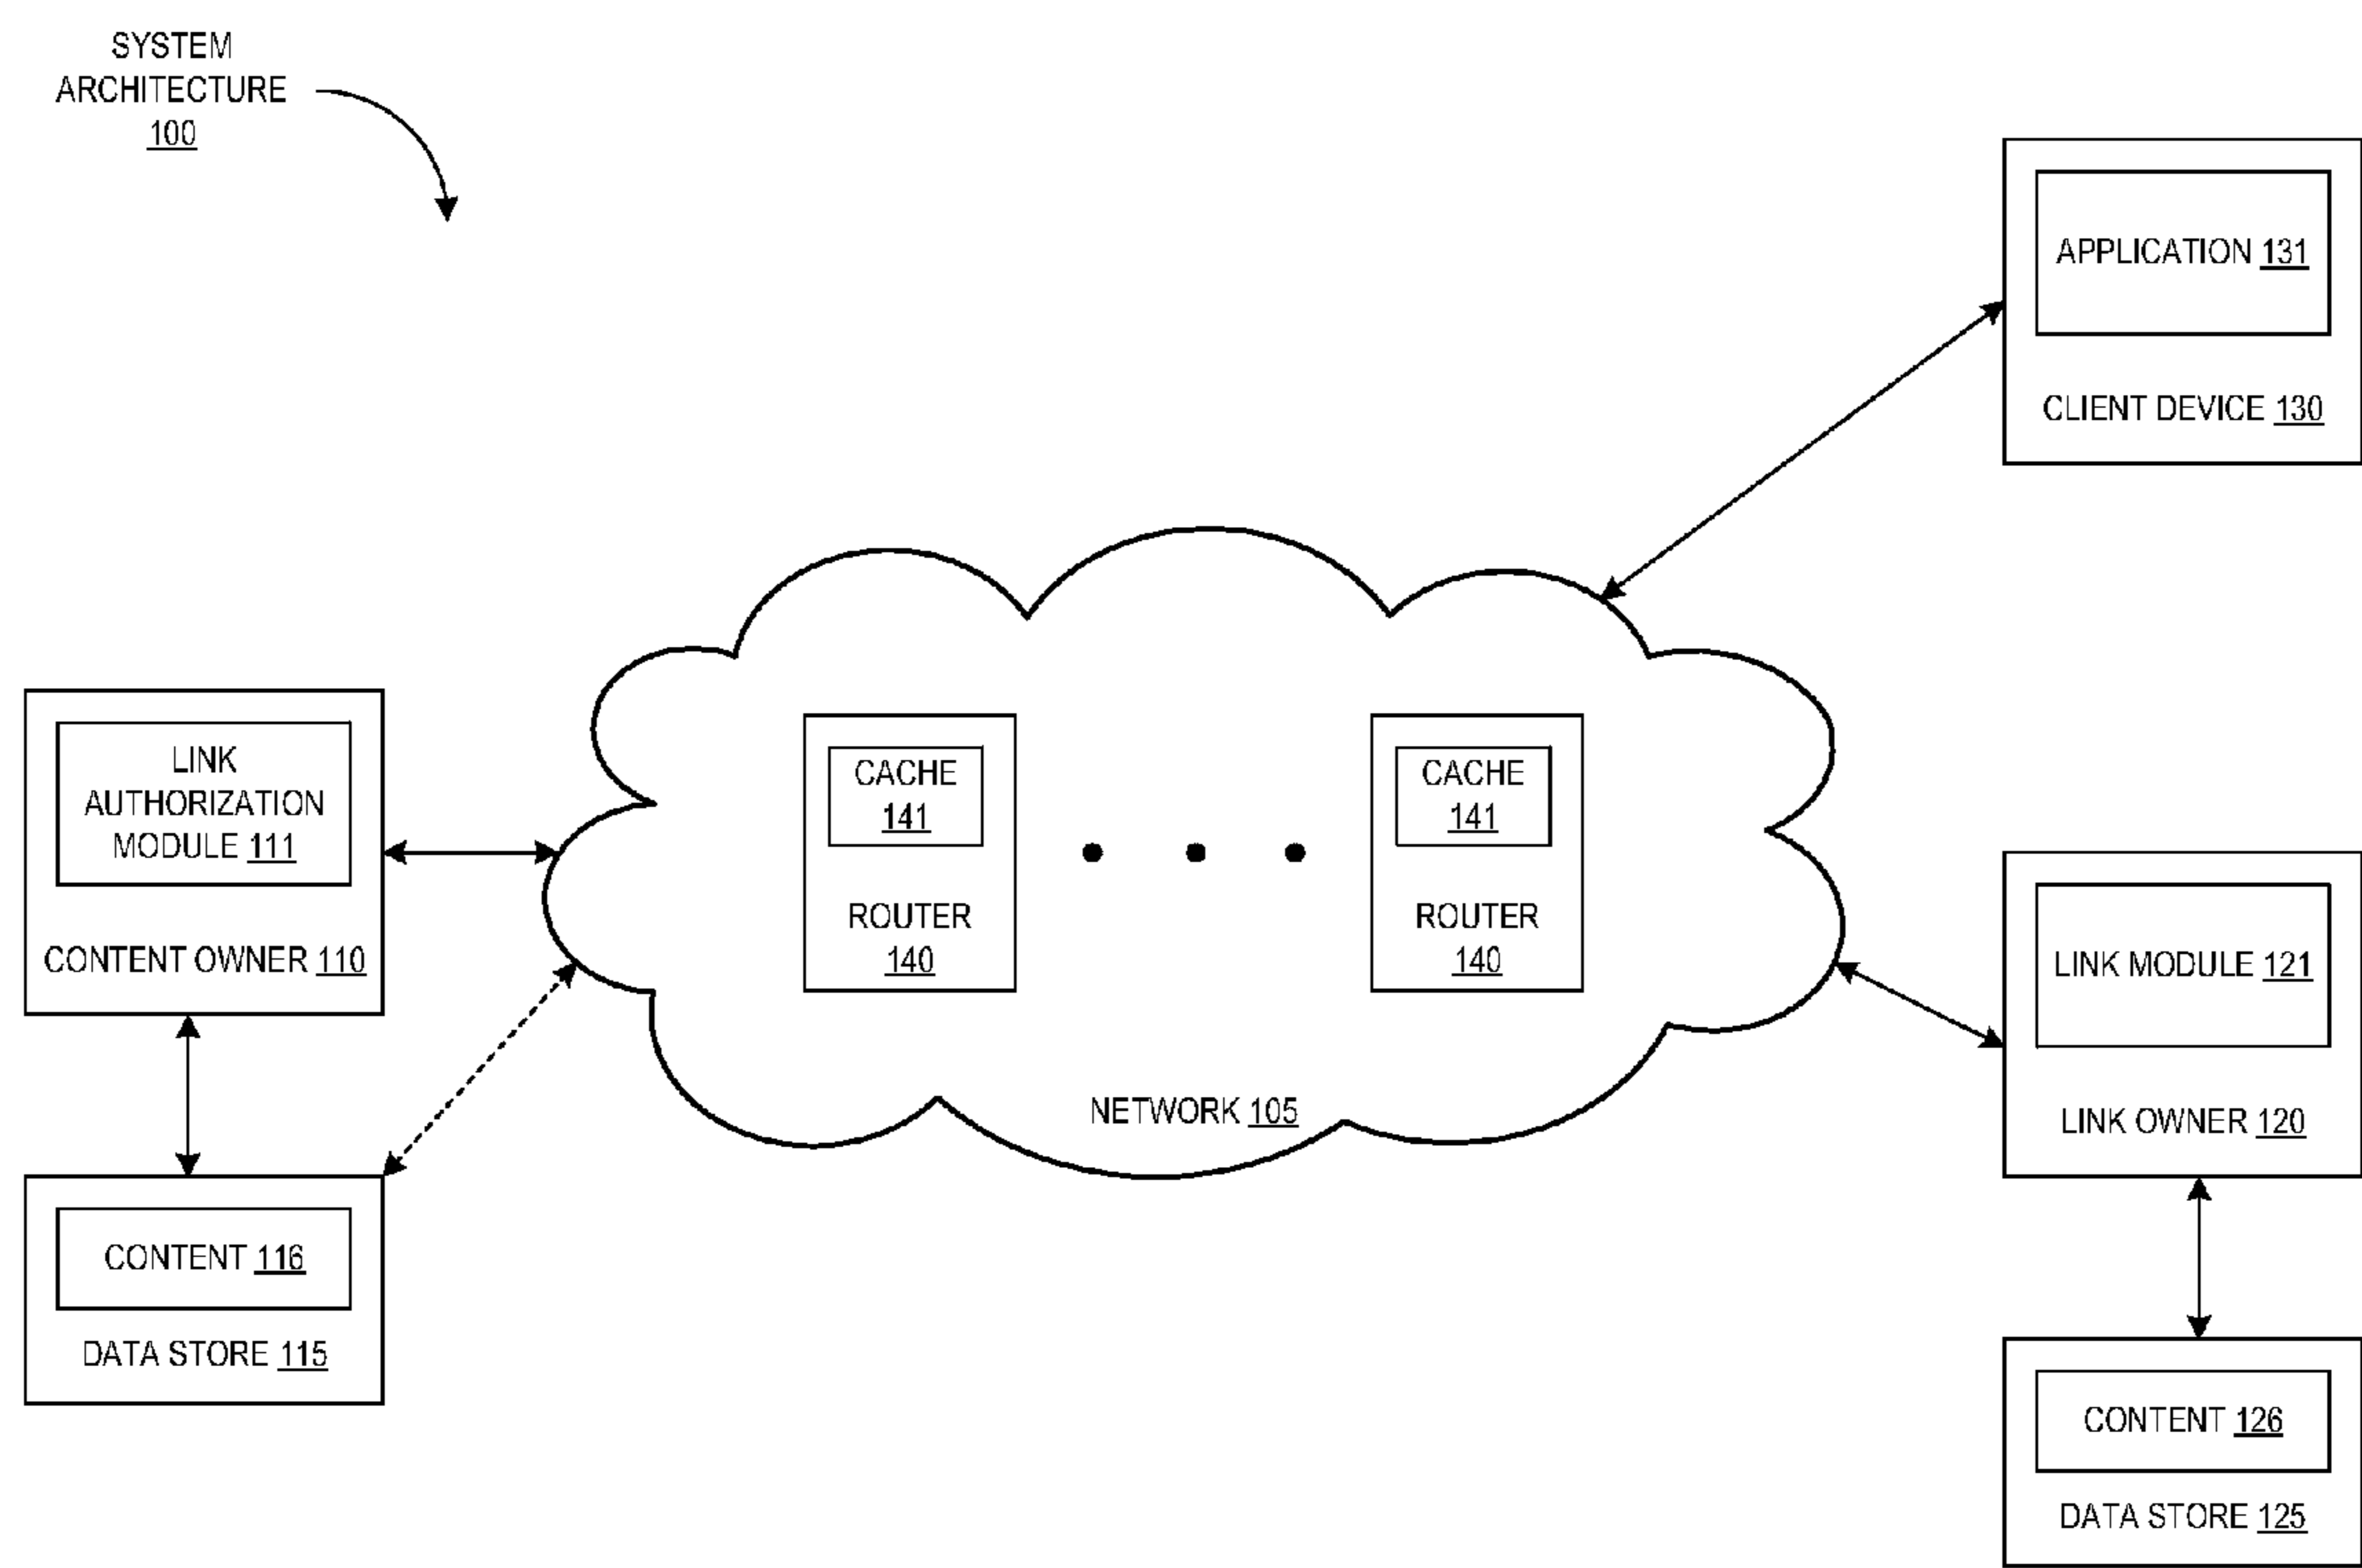 SYSTEM
ARCHITECTURE
100
APPLICATION 131
CLIENT DEVICE 130
LINK
AUTHORIZATION
MODULE 111
CONTENT OWNER 110
CACHE
141
ROUTER
140
CACHE
141
ROUTER
140
NETWORK 105
LINK MODULE 121
LINK OWNER 120
CONTENT 116
DATA STORE 115
CONTENT 126
DATA STORE 125